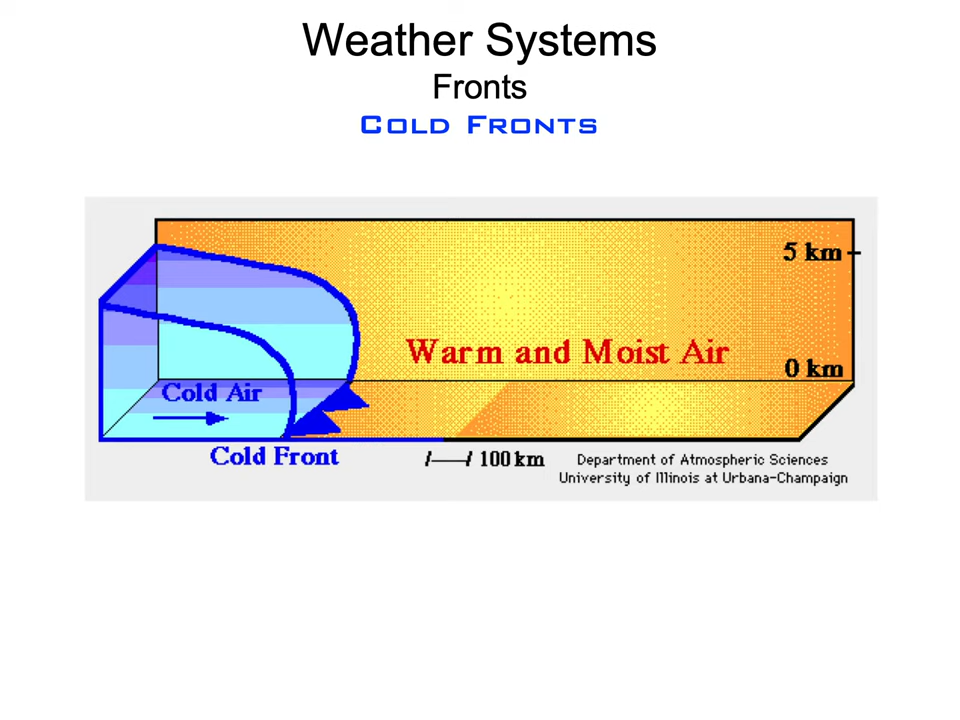 Weather Systems
Fronts
COLD FRONTS
5 km
Warm and Moist Air
0 km
Cold Air
Cold Front
100 km
Department of Atmospheric Sciences
University of Illinois at Urbana-Champaign